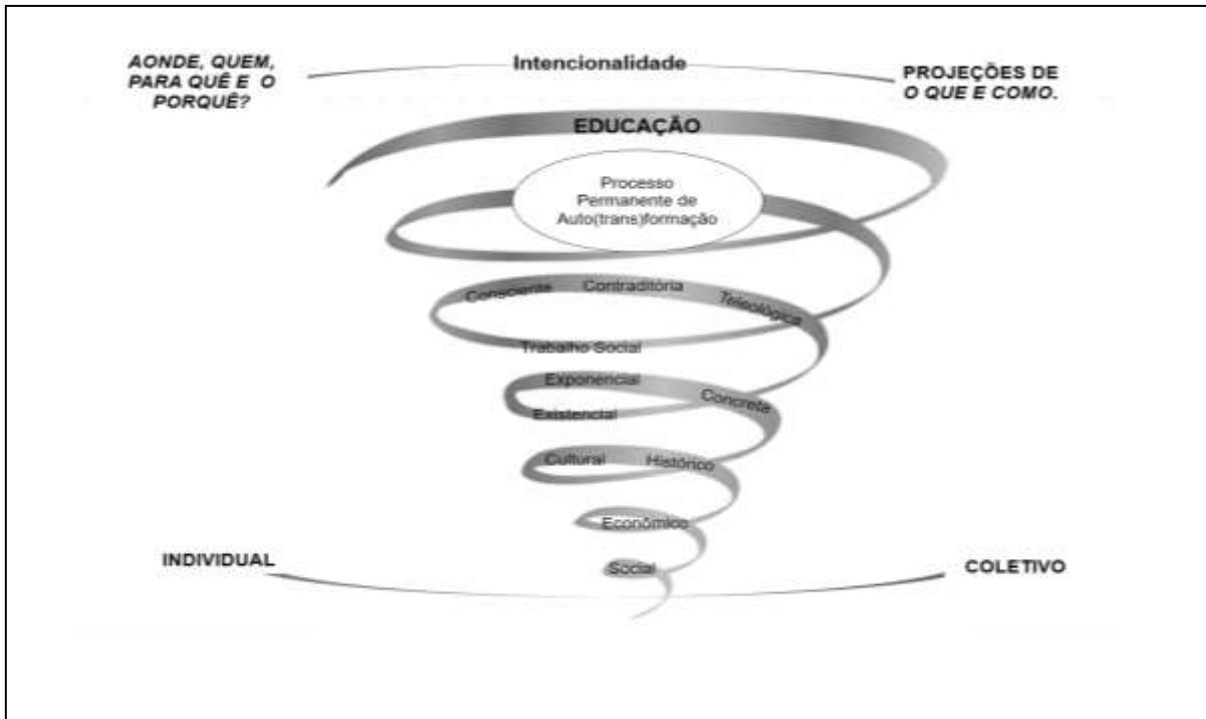 AONDE, QUEM,
PARA QUÊ E O
PORQUÊ?
Intencionalidade
PROJEÇÕES DE
O QUE E COMO.
EDUCAÇÃO
Processo
Permanente de
Auto(trans)formação
Consciente Contraditória Teleológica
Trabalho Social
Exponencial
Concreta
Existencial
Cultural Histórico
Econômico
Social
INDIVIDUAL
COLETIVO